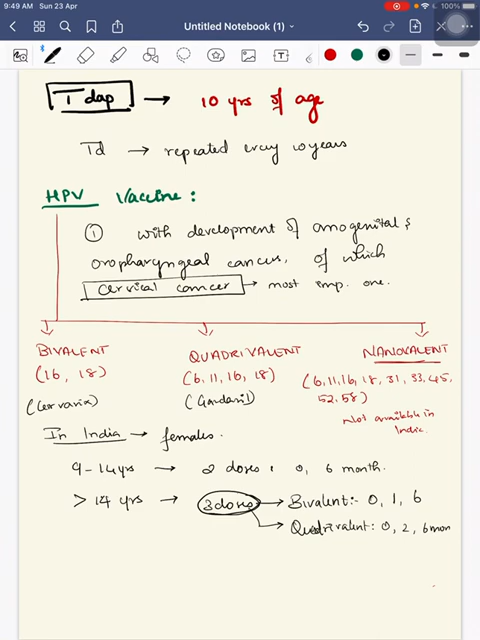 9:49 AM Sun 23 Apr
100%
Untitled Notebook (1)
Tdap → 10 yrs of age
Td → repeated every 10 years
HPV Vaccine:
① with development of anogenital &
oropharyngeal cancers, of which
cervical cancer → most imp. one.
BIVALENT QUADRIVALENT NANOVALENT
(16, 18) (6, 11, 16, 18) (6, 11, 16, 18, 31, 33, 45,
52, 58)
(Cervarix) (Gardasil) not available in
India.
In India → females.
9-14 yrs → 2 doses : 0, 6 month.
> 14 yrs → 3 doses → Bivalent:- 0, 1, 6
→ Quadrivalent: 0, 2, 6 mon